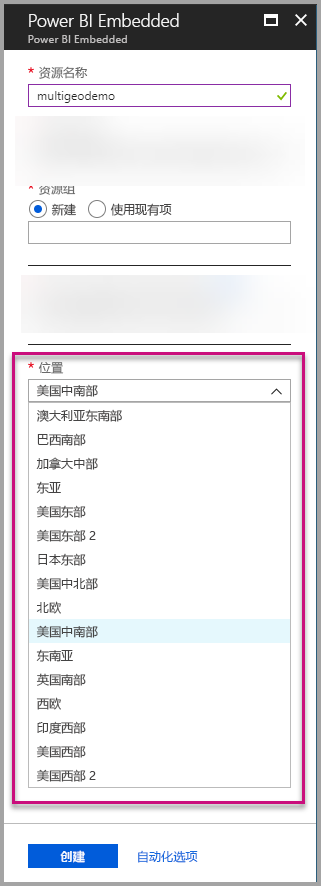 Power BI Embedded
Power BI Embedded
* 资源名称
multigeodemo
* 资源组
新建 使用现有项
* 位置
美国中南部
澳大利亚东南部
巴西南部
加拿大中部
东亚
美国东部
美国东部 2
日本东部
美国中北部
北欧
美国中南部
东南亚
英国南部
西欧
印度西部
美国西部
美国西部 2
创建 自动化选项